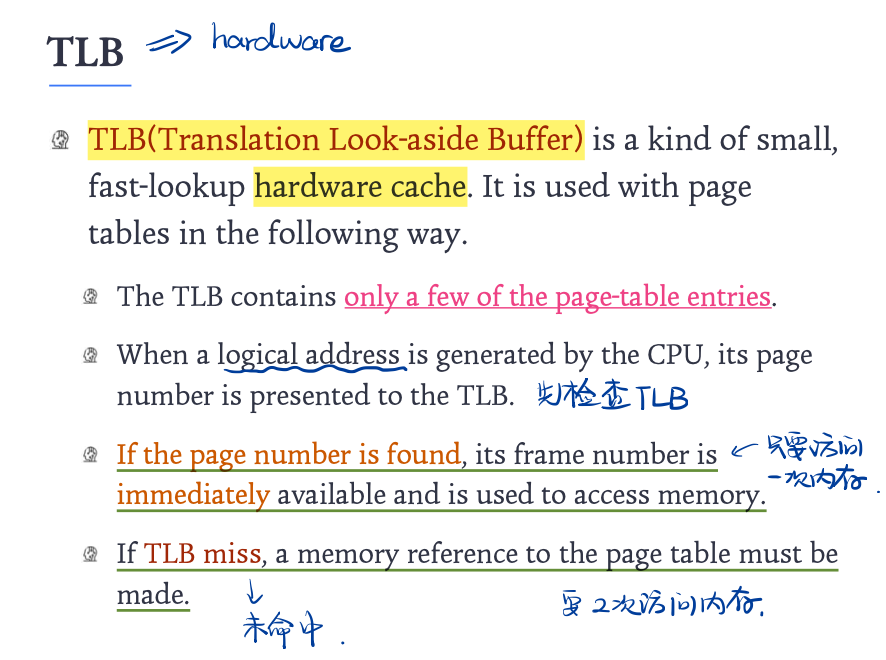 TLB ⇒ hardware
TLB(Translation Look-aside Buffer) is a kind of small,
fast-lookup hardware cache. It is used with page
tables in the following way.
The TLB contains only a few of the page-table entries.
When a logical address is generated by the CPU, its page
number is presented to the TLB. 先检查TLB
If the page number is found, its frame number is ← 只要访问
immediately available and is used to access memory. 一次内存.
If TLB miss, a memory reference to the page table must be
made. ↓ 要2次访问内存.
未命中.